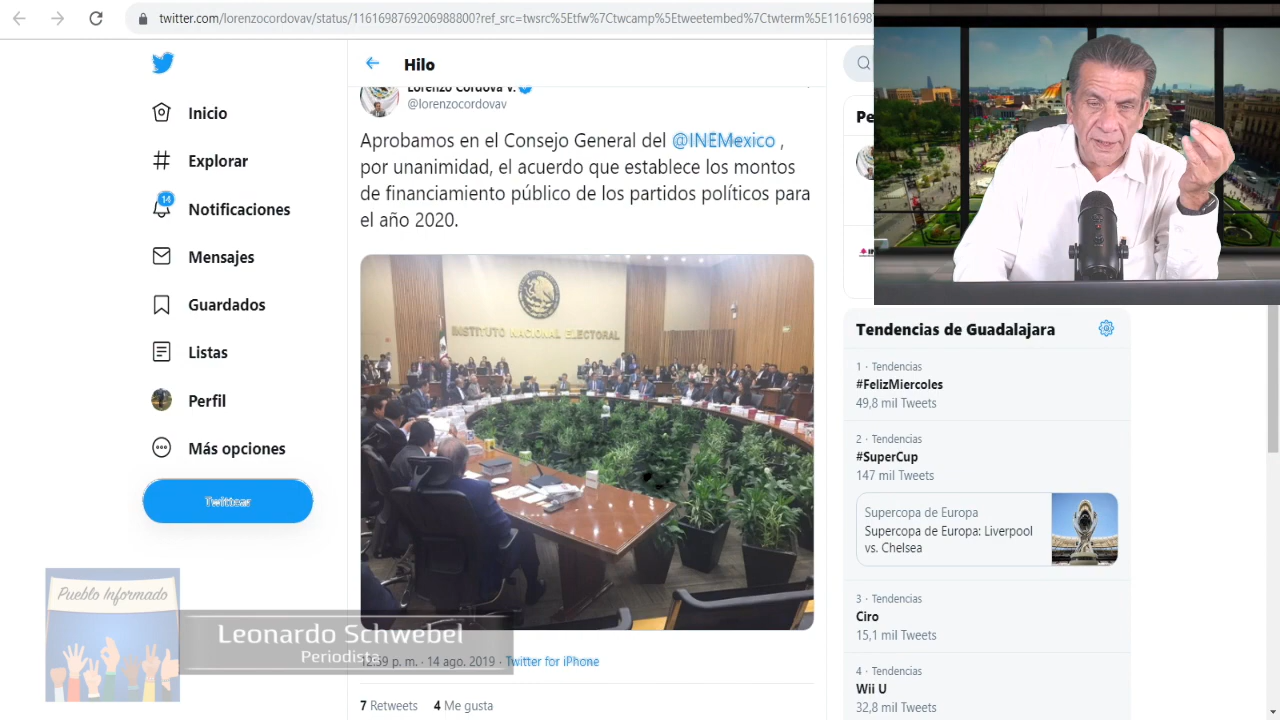 twitter.com/lorenzocordovav/status/1161698769206988800?ref_src=twsrc%5Etfw%7Ctwcamp%5Etweetembed%7Ctwterm%5E1161698
Inicio
Explorar
14
Notificaciones
Mensajes
Guardados
Listas
Perfil
Más opciones
Twittear
Hilo
Lorenzo Córdova V.
@lorenzocordovav
Aprobamos en el Consejo General del @INEMexico ,
por unanimidad, el acuerdo que establece los montos
de financiamiento público de los partidos políticos para
el año 2020.
INSTITUTO NACIONAL ELECTORAL
12:59 p. m. · 14 ago. 2019 · Twitter for iPhone
7 Retweets 4 Me gusta
Pe
Tendencias de Guadalajara
1 · Tendencias
#FelizMiercoles
49,8 mil Tweets
2 · Tendencias
#SuperCup
147 mil Tweets
Supercopa de Europa
Supercopa de Europa: Liverpool
vs. Chelsea
3 · Tendencias
Ciro
15,1 mil Tweets
4 · Tendencias
Wii U
32,8 mil Tweets
Pueblo Informado
Leonardo Schwebel
Periodista